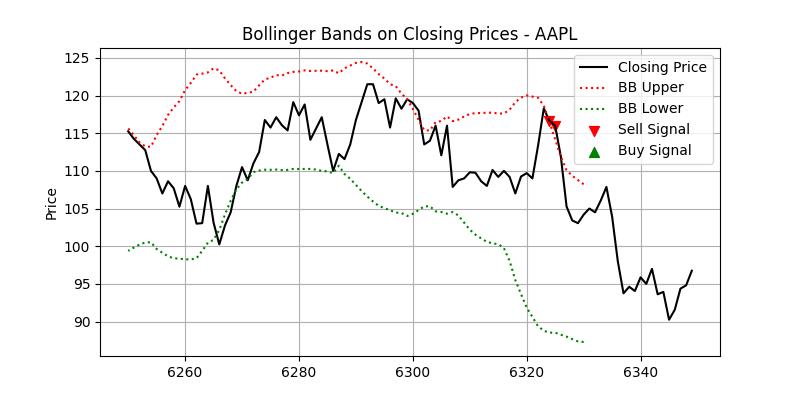 Bollinger Bands on Closing Prices - AAPL
Price
125
120
115
110
105
100
95
90
6260
6280
6300
6320
6340
Closing Price
BB Upper
BB Lower
Sell Signal
Buy Signal